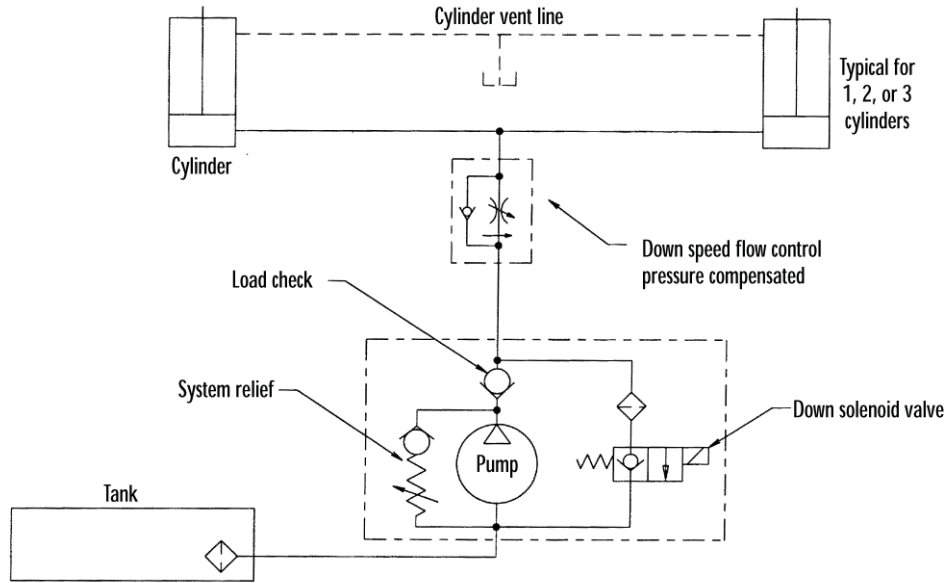 Cylinder vent line
Typical for
1, 2, or 3
cylinders
Cylinder
Down speed flow control
pressure compensated
Load check
System relief
Down solenoid valve
Pump
Tank